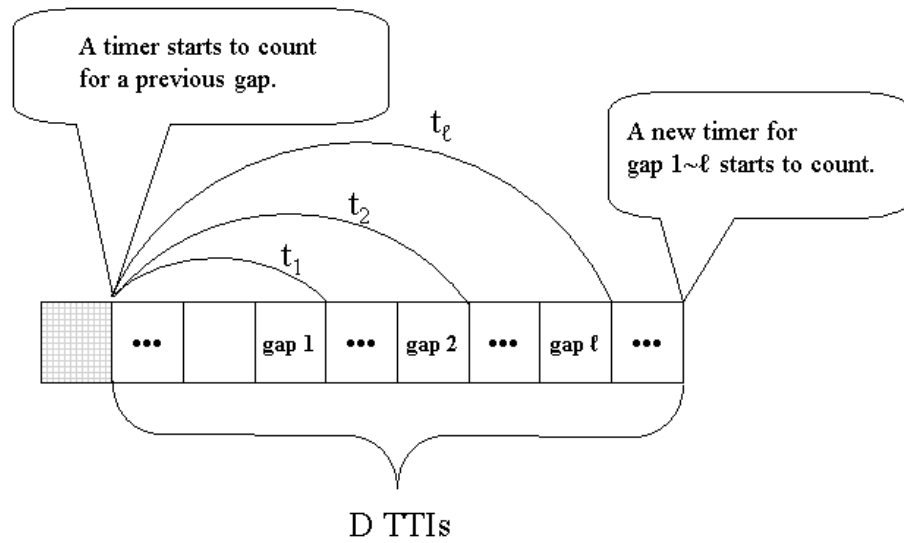 A timer starts to count
for a previous gap.
A new timer for
gap 1~ℓ starts to count.
tℓ
t2
t1
••• gap 1 ••• gap 2 ••• gap ℓ •••
D TTIs